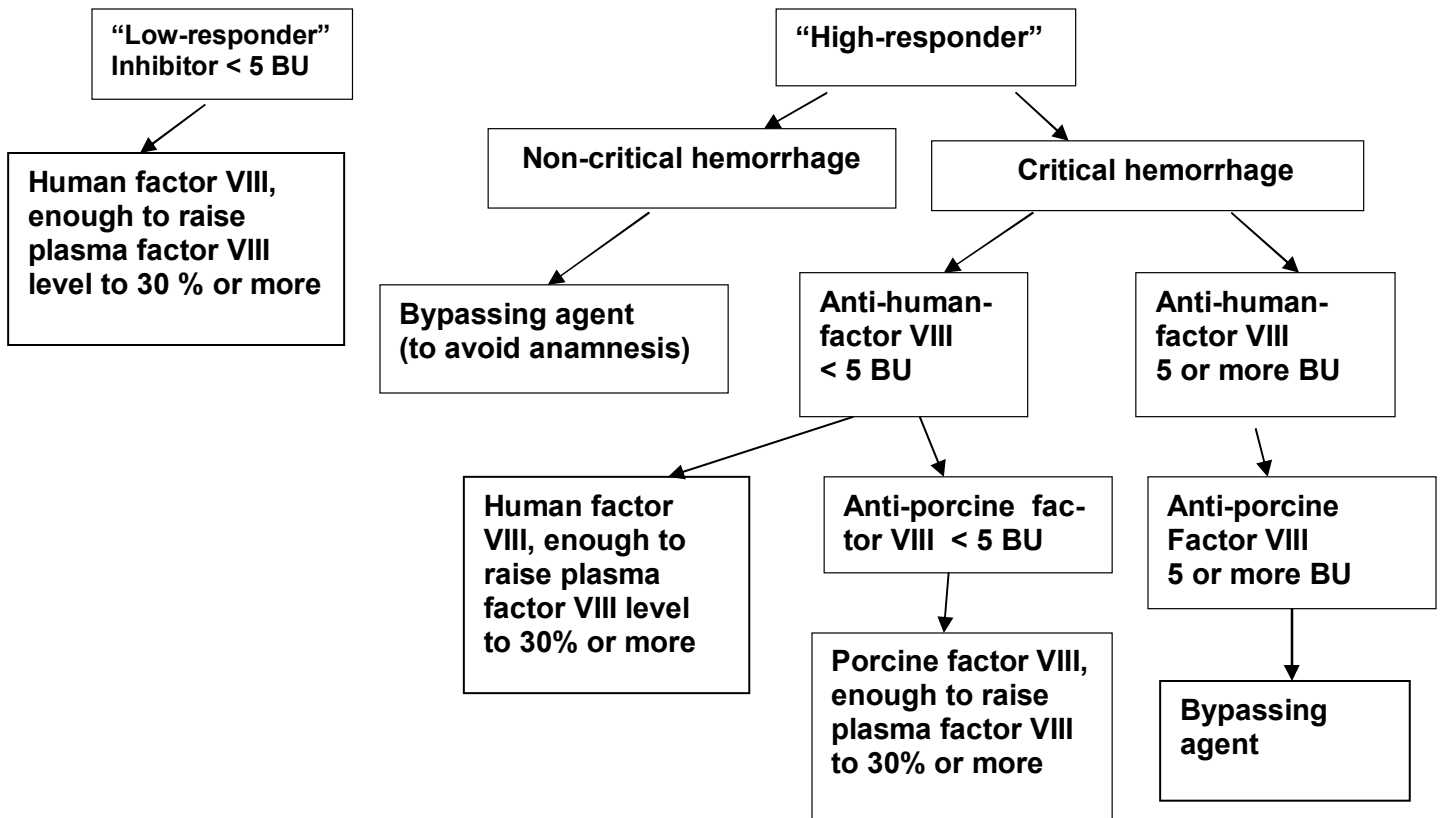 “Low-responder”
Inhibitor < 5 BU
“High-responder”
Non-critical hemorrhage
Critical hemorrhage
Human factor VIII,
enough to raise
plasma factor VIII
level to 30 % or more
Bypassing agent
(to avoid anamnesis)
Anti-human-
factor VIII
< 5 BU
Anti-human-
factor VIII
5 or more BU
Human factor
VIII, enough to
raise plasma
factor VIII level
to 30% or more
Anti-porcine fac-
tor VIII < 5 BU
Anti-porcine
Factor VIII
5 or more BU
Porcine factor VIII,
enough to raise
plasma factor VIII
to 30% or more
Bypassing
agent